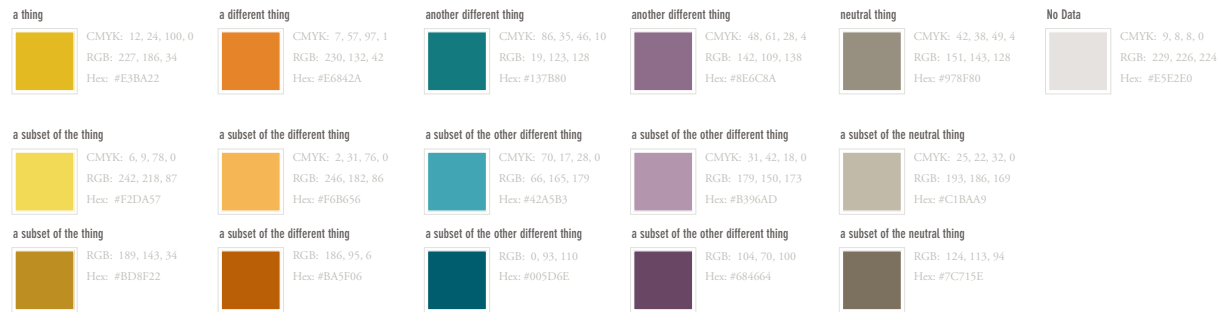 a thing
CMYK: 12, 24, 100, 0
RGB: 227, 186, 34
Hex: #E3BA22
a different thing
CMYK: 7, 57, 97, 1
RGB: 230, 132, 42
Hex: #E6842A
another different thing
CMYK: 86, 35, 46, 10
RGB: 19, 123, 128
Hex: #137B80
another different thing
CMYK: 48, 61, 28, 4
RGB: 142, 109, 138
Hex: #8E6C8A
neutral thing
CMYK: 42, 38, 49, 4
RGB: 151, 143, 128
Hex: #978F80
No Data
CMYK: 9, 8, 8, 0
RGB: 229, 226, 224
Hex: #E5E2E0
a subset of the thing
CMYK: 6, 9, 78, 0
RGB: 242, 218, 87
Hex: #F2DA57
a subset of the different thing
CMYK: 2, 31, 76, 0
RGB: 246, 182, 86
Hex: #F6B656
a subset of the other different thing
CMYK: 70, 17, 28, 0
RGB: 66, 165, 179
Hex: #42A5B3
a subset of the other different thing
CMYK: 31, 42, 18, 0
RGB: 179, 150, 173
Hex: #B396AD
a subset of the neutral thing
CMYK: 25, 22, 32, 0
RGB: 193, 186, 169
Hex: #C1BAA9
a subset of the thing
RGB: 189, 143, 34
Hex: #BD8F22
a subset of the different thing
RGB: 186, 95, 6
Hex: #BA5F06
a subset of the other different thing
RGB: 0, 93, 110
Hex: #005D6E
a subset of the other different thing
RGB: 104, 70, 100
Hex: #684664
a subset of the neutral thing
RGB: 124, 113, 94
Hex: #7C715E